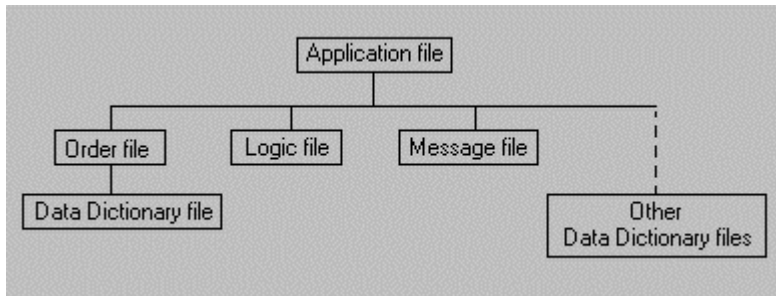 Application file
Order file
Logic file
Message file
Data Dictionary file
Other
Data Dictionary files